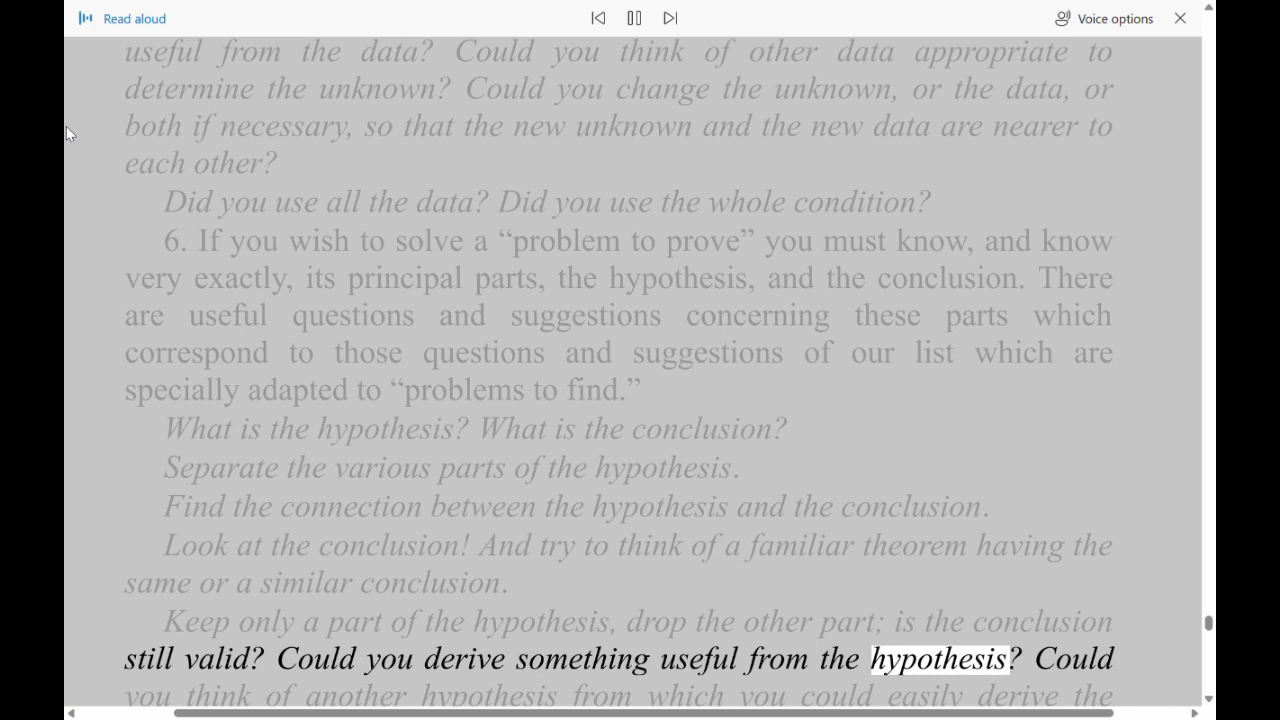 Read aloud
Voice options
useful from the data? Could you think of other data appropriate to
determine the unknown? Could you change the unknown, or the data, or
both if necessary, so that the new unknown and the new data are nearer to
each other?
Did you use all the data? Did you use the whole condition?
6. If you wish to solve a “problem to prove” you must know, and know
very exactly, its principal parts, the hypothesis, and the conclusion. There
are useful questions and suggestions concerning these parts which
correspond to those questions and suggestions of our list which are
specially adapted to “problems to find.”
What is the hypothesis? What is the conclusion?
Separate the various parts of the hypothesis.
Find the connection between the hypothesis and the conclusion.
Look at the conclusion! And try to think of a familiar theorem having the
same or a similar conclusion.
Keep only a part of the hypothesis, drop the other part; is the conclusion
still valid? Could you derive something useful from the hypothesis? Could
you think of another hypothesis from which you could easily derive the